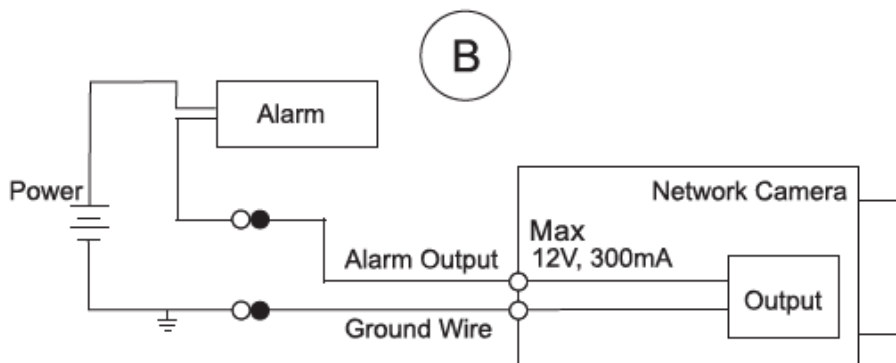 B
Alarm
Power
Network Camera
Max
12V, 300mA
Alarm Output
Output
Ground Wire